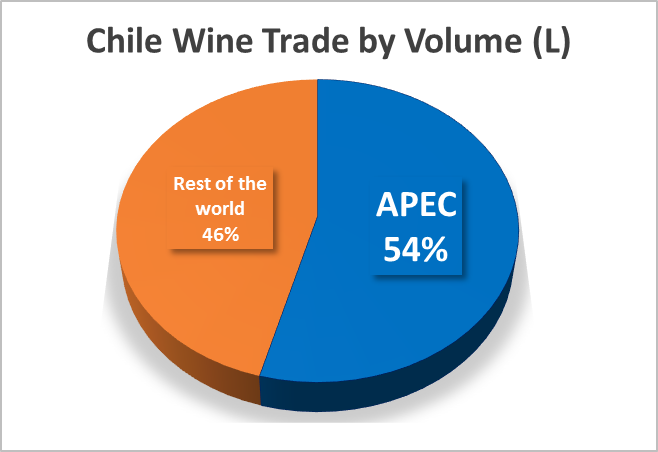 Chile Wine Trade by Volume (L)
Rest of the
world
46%
APEC
54%